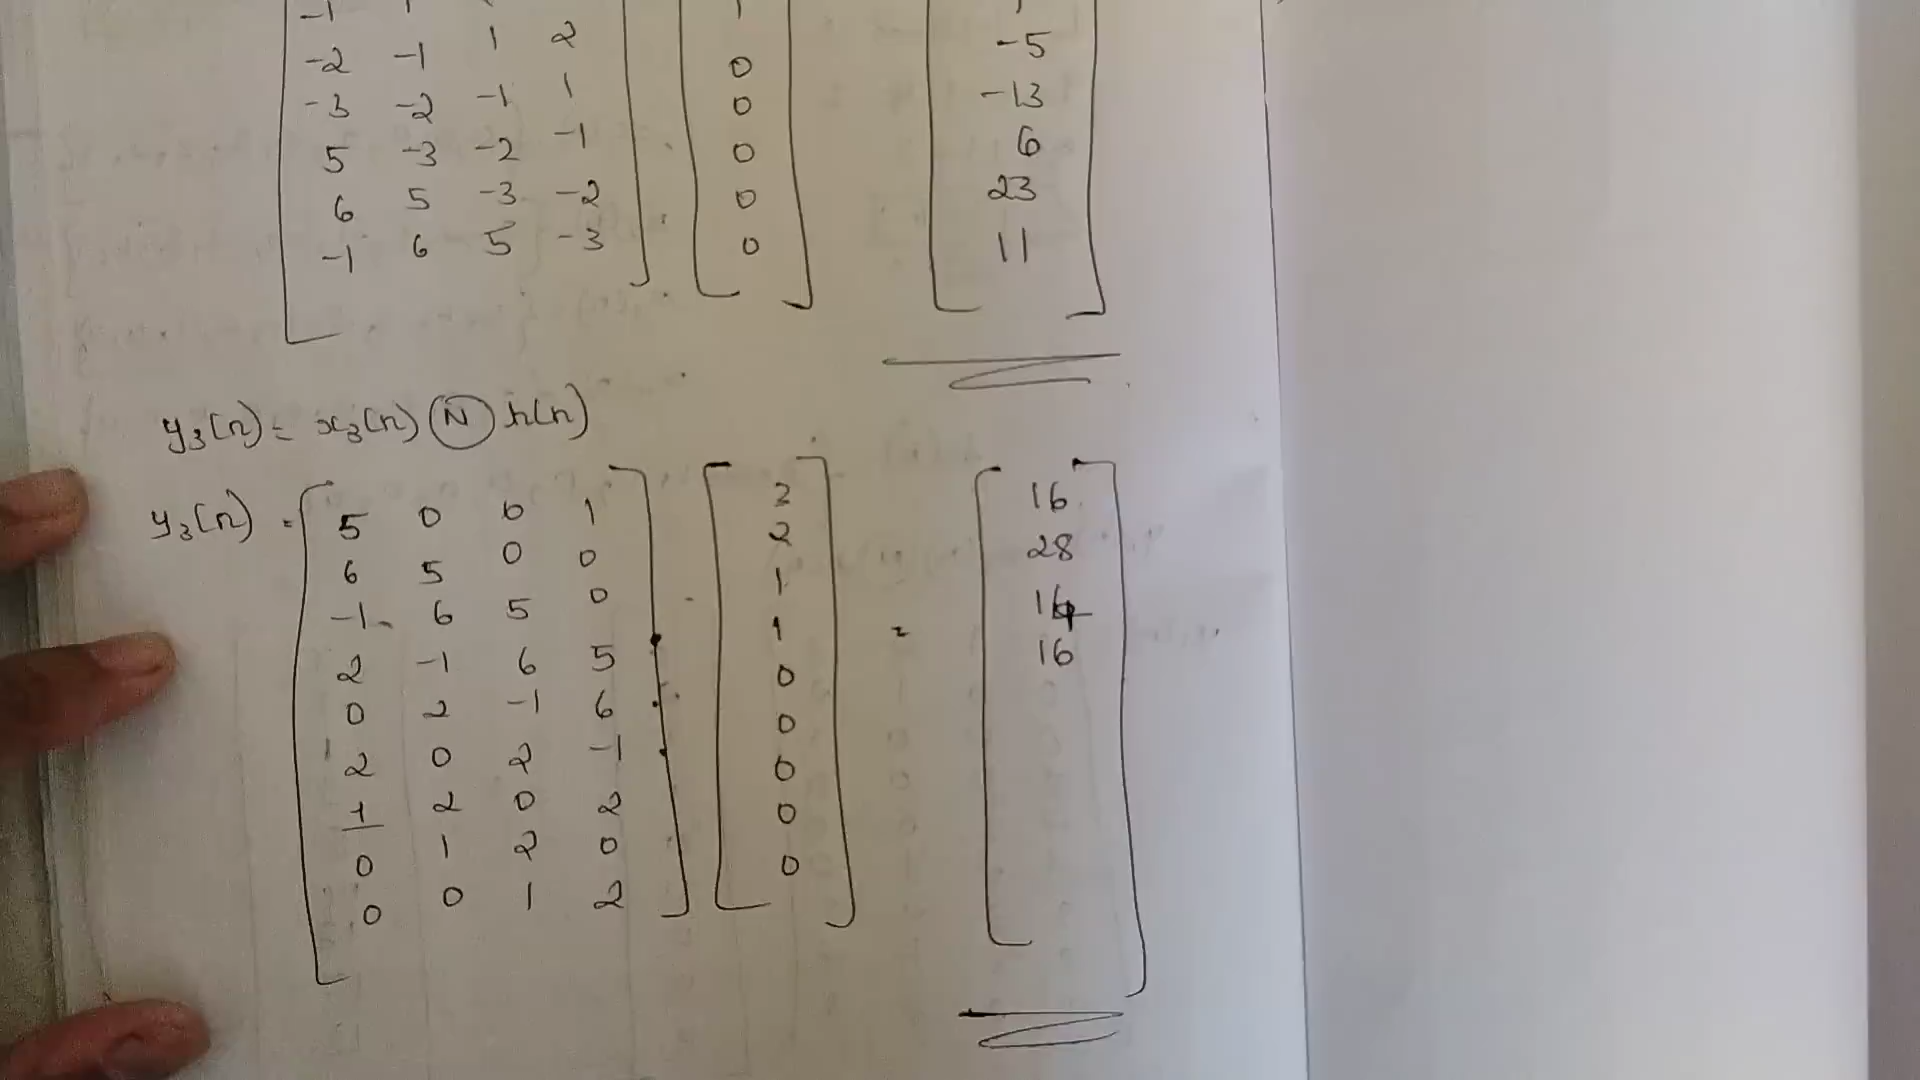 -1
-2 -1 1 2 0 -5
-3 -2 -1 1 0 -13
5 -3 -2 -1 0 6
6 5 -3 -2 0 23
-1 6 5 -3 0 11
y₃(n) = x₃(n) Ⓝ h(n)
y₃(n) = 5 0 0 1 3 16
6 5 0 0 2 28
-1 6 5 0 1 14
2 -1 6 5 1 = 16
0 2 -1 6 0
2 0 2 -1 0
1 2 0 2 0
0 1 2 0 0
0 0 1 2 0